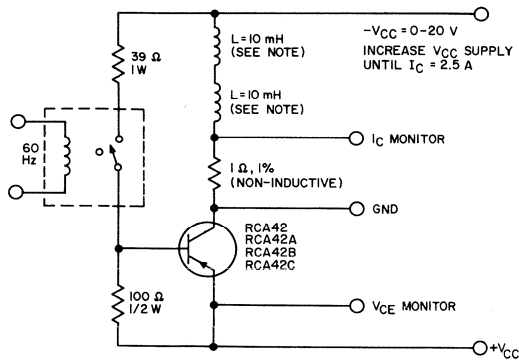 −VCC = 0-20 V
INCREASE VCC SUPPLY
UNTIL IC = 2.5 A
L = 10 mH
(SEE NOTE)
39 Ω
1W
L = 10 mH
(SEE NOTE)
60
Hz
IC MONITOR
1 Ω, 1%
(NON-INDUCTIVE)
GND
RCA42
RCA42A
RCA42B
RCA42C
100 Ω
1/2 W
VCE MONITOR
+VCC